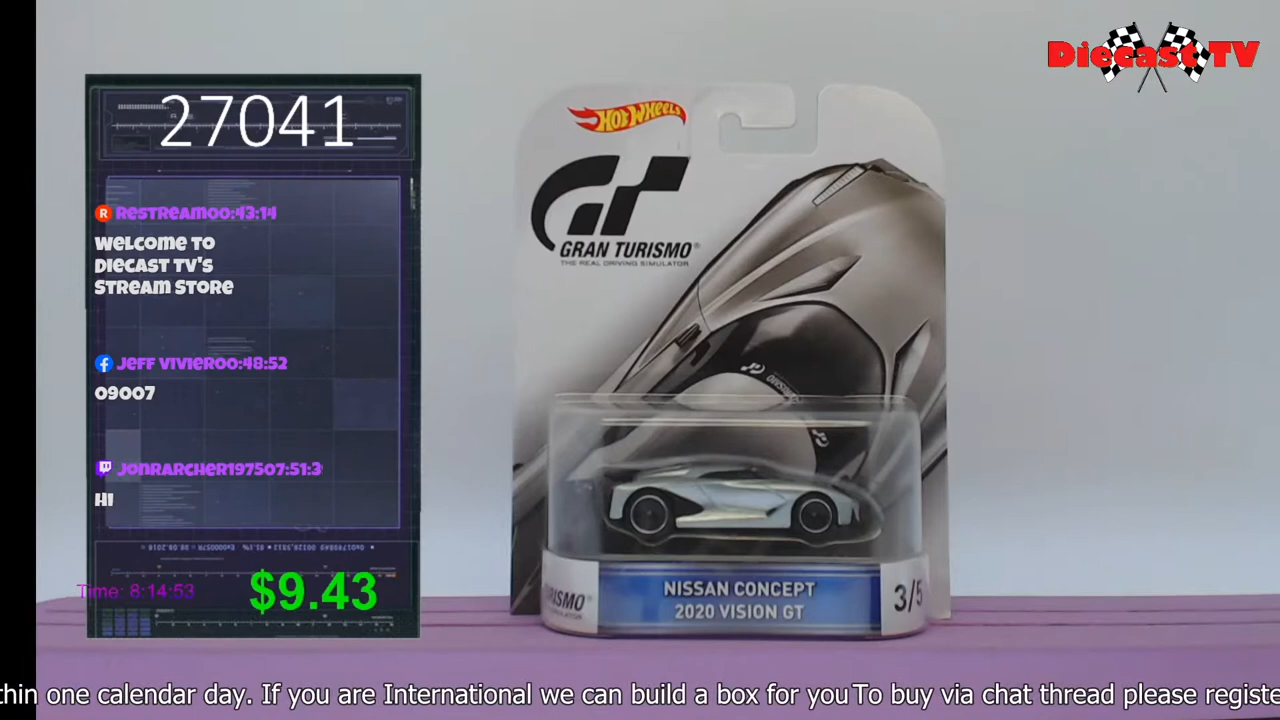 Diecast TV
27041
RESTREAM00:43:14
WELCOME TO
DIECAST TV'S
STREAM STORE
JEFF VIVIER00:48:52
09007
JONRARCHER197507:51:3
HI
Time: 8:14:53
$9.43
HOT WHEELS
GT
GRAN TURISMO®
THE REAL DRIVING SIMULATOR
NISSAN CONCEPT
2020 VISION GT
3/5
thin one calendar day. If you are International we can build a box for you To buy via chat thread please registe